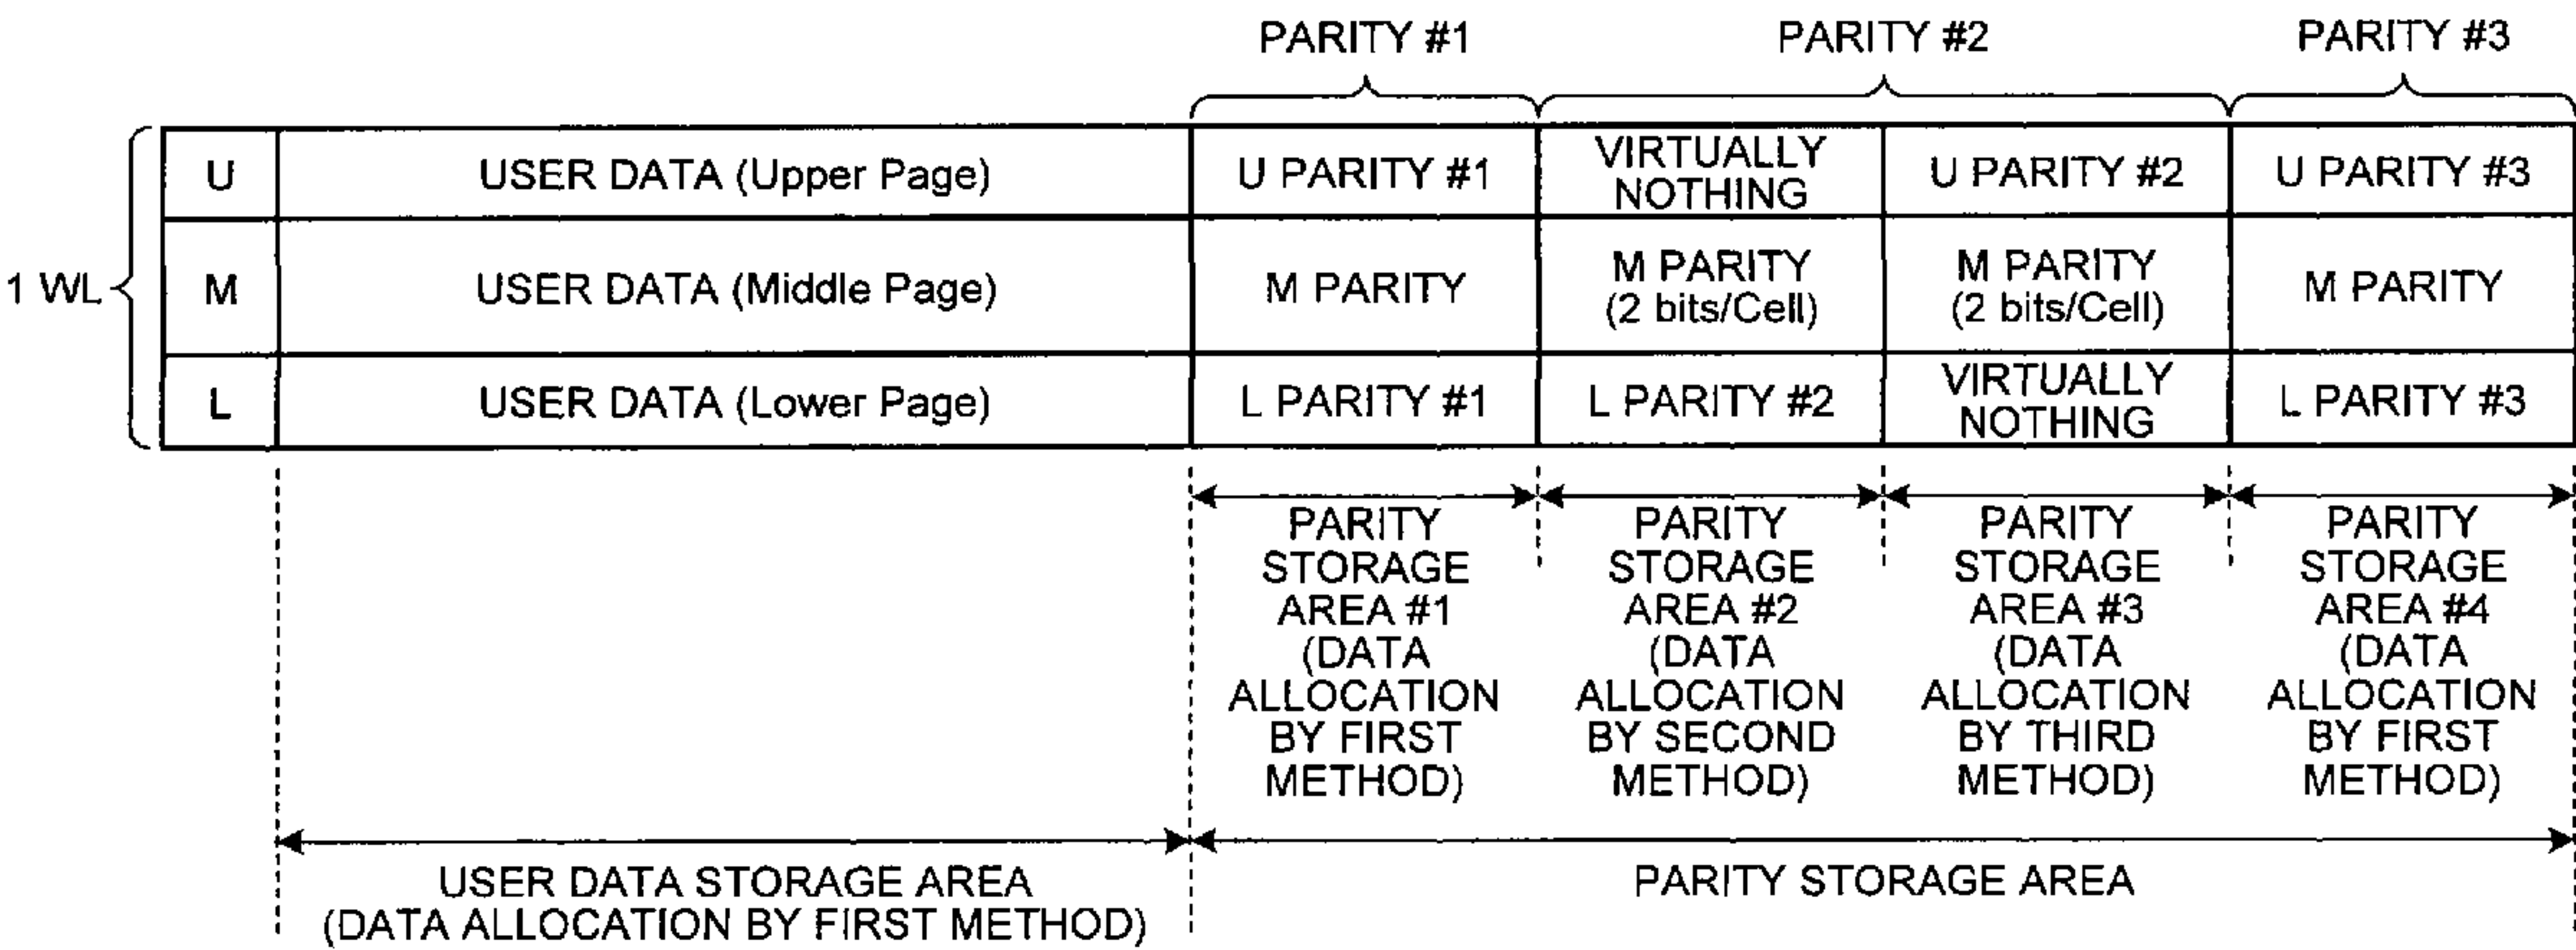 PARITY #1
PARITY #2
PARITY #3
1 WL
U
USER DATA (Upper Page)
U PARITY #1
VIRTUALLY
NOTHING
U PARITY #2
U PARITY #3
M
USER DATA (Middle Page)
M PARITY
M PARITY
(2 bits/Cell)
M PARITY
(2 bits/Cell)
M PARITY
L
USER DATA (Lower Page)
L PARITY #1
L PARITY #2
VIRTUALLY
NOTHING
L PARITY #3
PARITY
STORAGE
AREA #1
(DATA
ALLOCATION
BY FIRST
METHOD)
PARITY
STORAGE
AREA #2
(DATA
ALLOCATION
BY SECOND
METHOD)
PARITY
STORAGE
AREA #3
(DATA
ALLOCATION
BY THIRD
METHOD)
PARITY
STORAGE
AREA #4
(DATA
ALLOCATION
BY FIRST
METHOD)
USER DATA STORAGE AREA
(DATA ALLOCATION BY FIRST METHOD)
PARITY STORAGE AREA